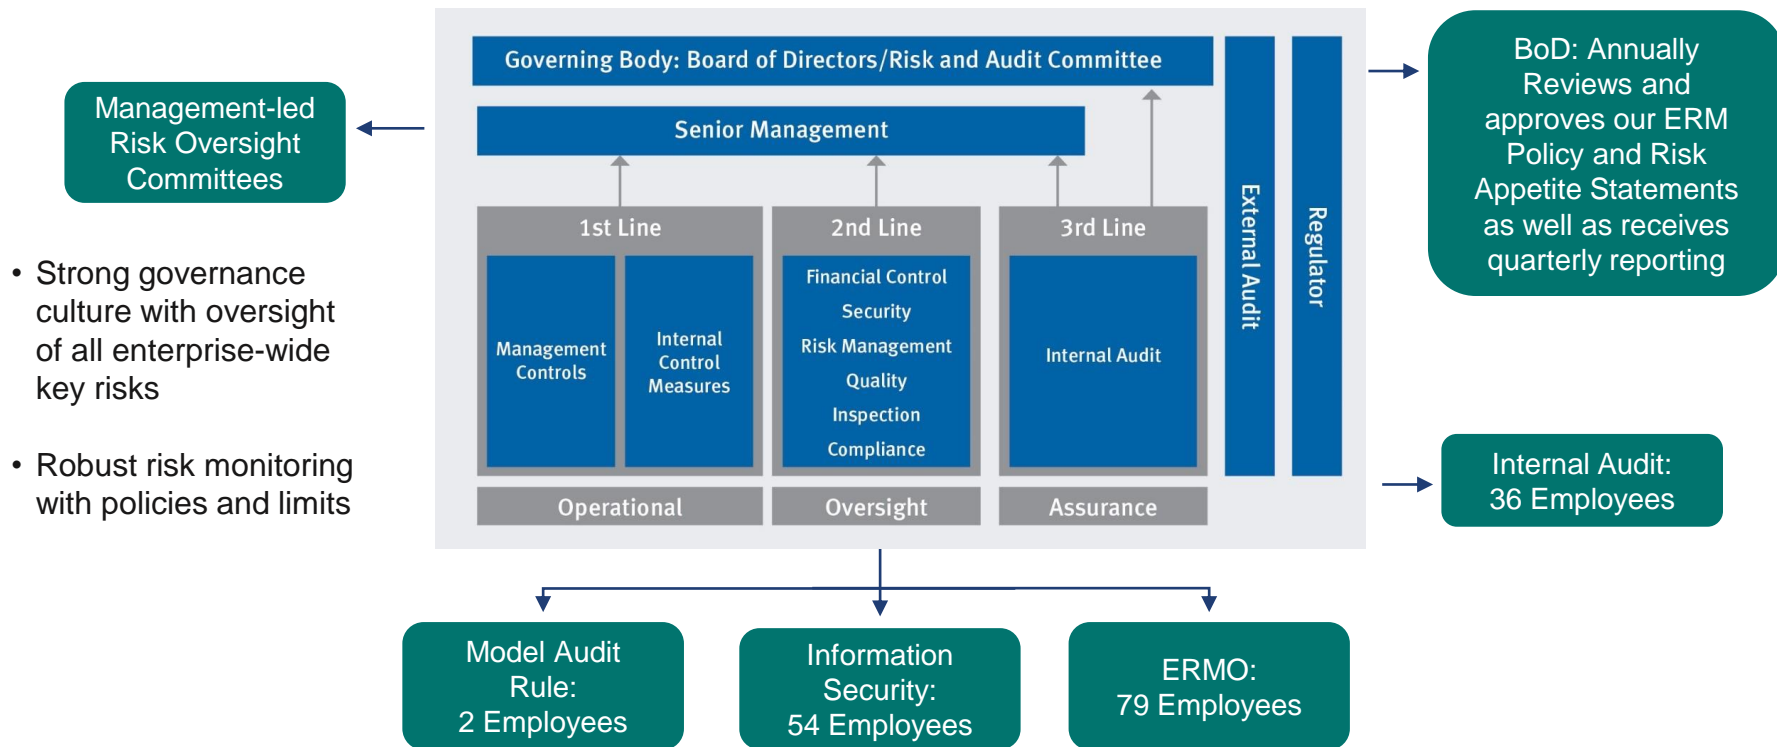 Governing Body: Board of Directors/Risk and Audit Committee
Senior Management
1st Line
2nd Line
3rd Line
Management
Controls
Internal
Control
Measures
Financial Control
Security
Risk Management
Quality
Inspection
Compliance
Internal Audit
Operational
Oversight
Assurance
External Audit
Regulator
Management-led
Risk Oversight
Committees
• Strong governance
culture with oversight
of all enterprise-wide
key risks
• Robust risk monitoring
with policies and limits
BoD: Annually
Reviews and
approves our ERM
Policy and Risk
Appetite Statements
as well as receives
quarterly reporting
Internal Audit:
36 Employees
Model Audit
Rule:
2 Employees
Information
Security:
54 Employees
ERMO:
79 Employees